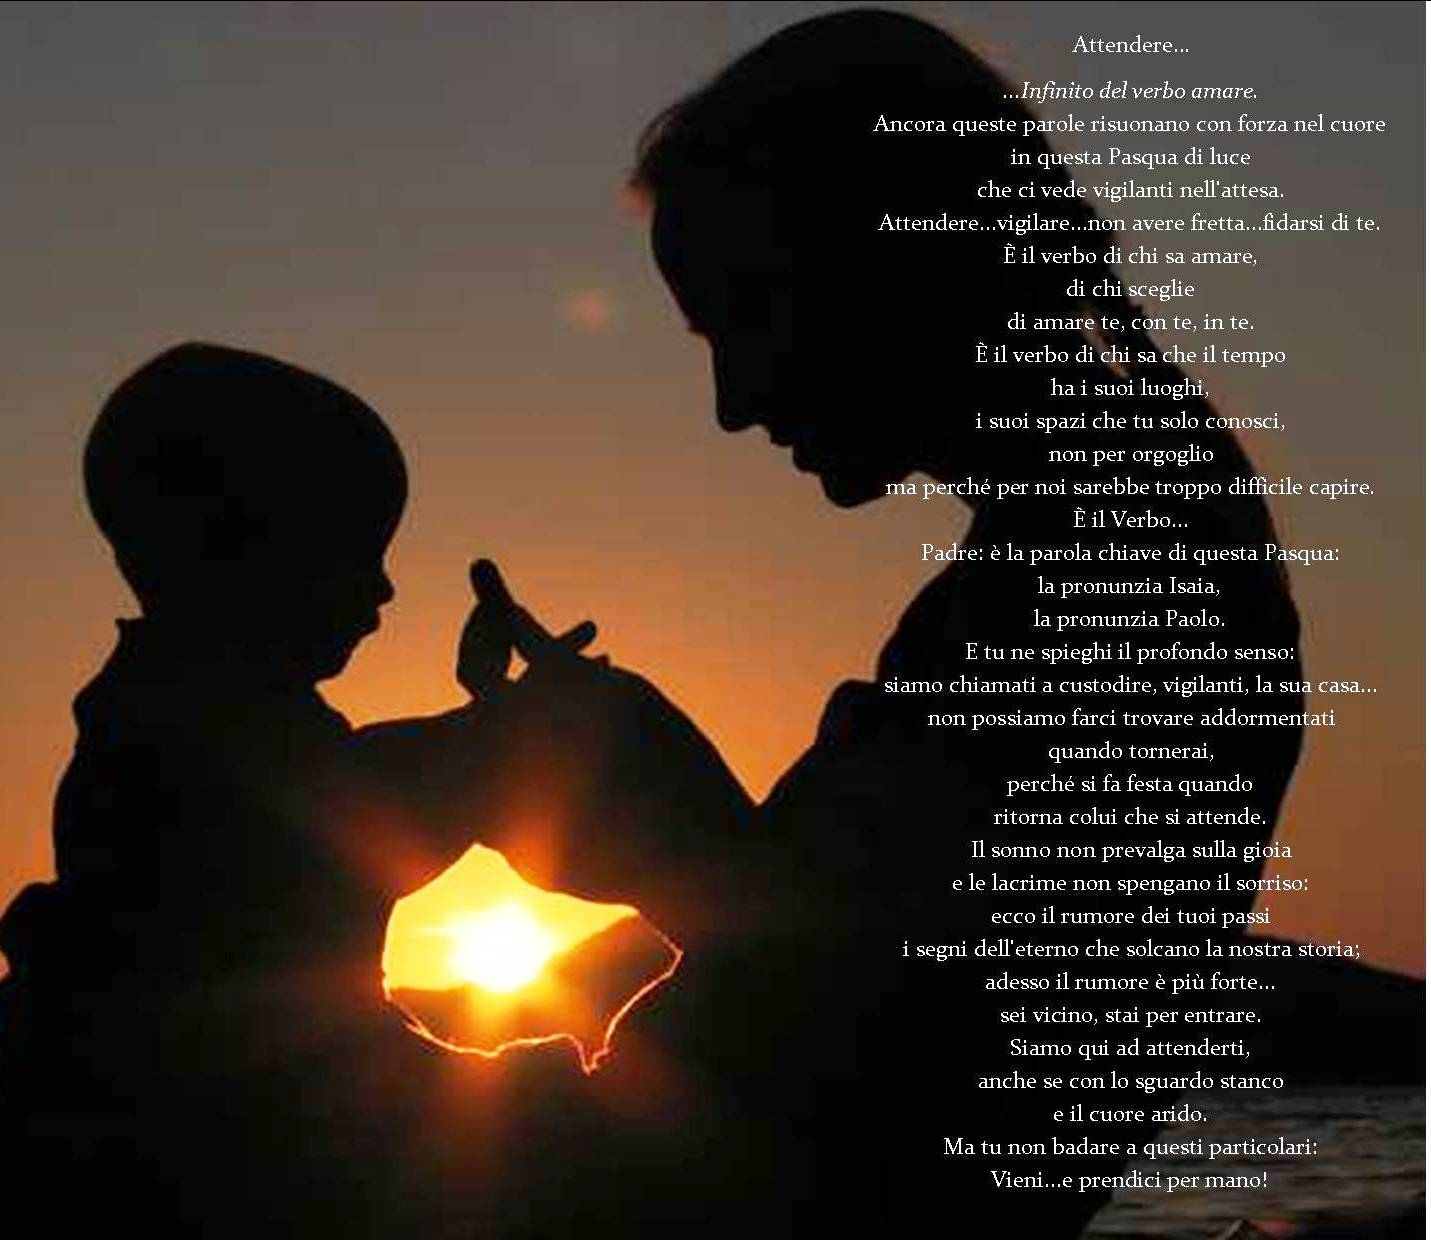 Attendere...
...Infinito del verbo amare.
Ancora queste parole risuonano con forza nel cuore
in questa Pasqua di luce
che ci vede vigilanti nell'attesa.
Attendere...vigilare...non avere fretta...fidarsi di te.
È il verbo di chi sa amare,
di chi sceglie
di amare te, con te, in te.
È il verbo di chi sa che il tempo
ha i suoi luoghi,
i suoi spazi che tu solo conosci,
non per orgoglio
ma perché per noi sarebbe troppo difficile capire.
È il Verbo...
Padre: è la parola chiave di questa Pasqua:
la pronunzia Isaia,
la pronunzia Paolo.
E tu ne spieghi il profondo senso:
siamo chiamati a custodire, vigilanti, la sua casa...
non possiamo farci trovare addormentati
quando tornerai,
perché si fa festa quando
ritorna colui che si attende.
Il sonno non prevalga sulla gioia
e le lacrime non spengano il sorriso:
ecco il rumore dei tuoi passi
i segni dell'eterno che solcano la nostra storia;
adesso il rumore è più forte...
sei vicino, stai per entrare.
Siamo qui ad attenderti,
anche se con lo sguardo stanco
e il cuore arido.
Ma tu non badare a questi particolari:
Vieni...e prendici per mano!